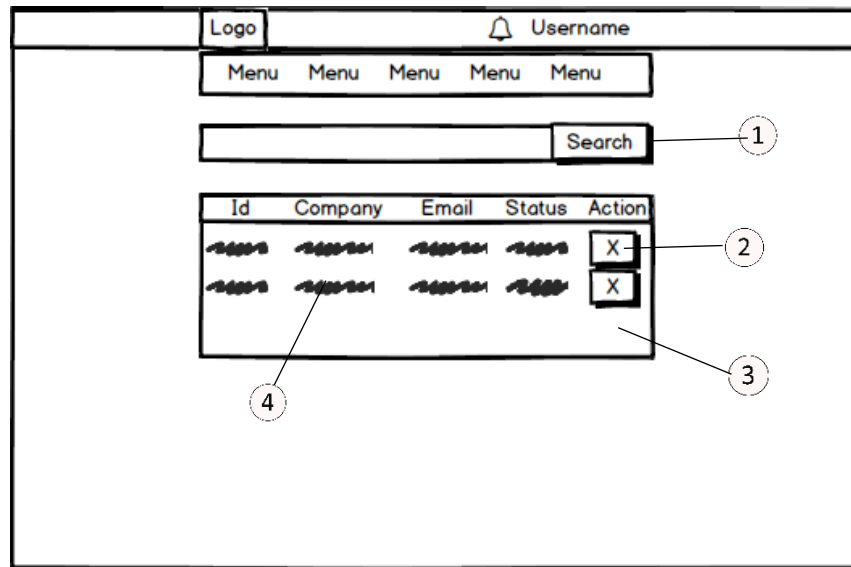 Logo Username
Menu Menu Menu Menu Menu
Search 1
Id Company Email Status Action
X 2
X
3
4